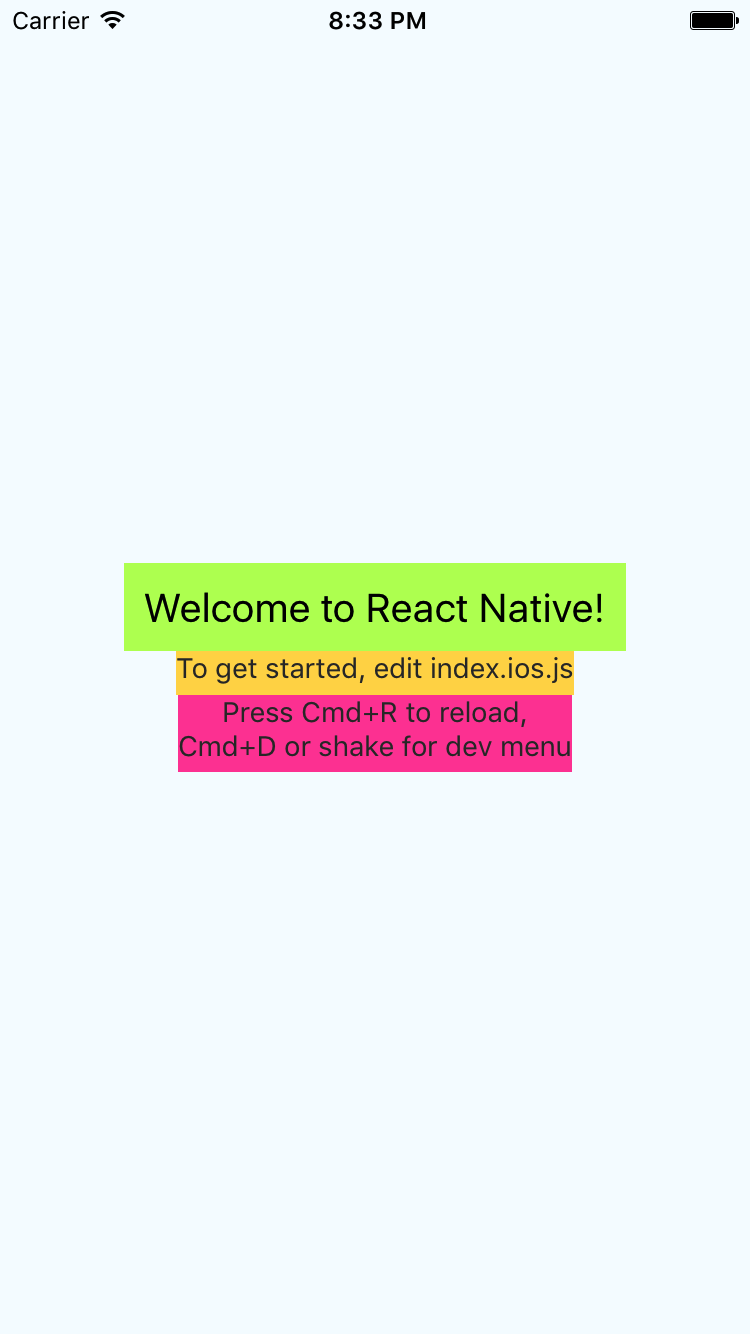 Carrier 8:33 PM
Welcome to React Native!
To get started, edit index.ios.js
Press Cmd+R to reload,
Cmd+D or shake for dev menu